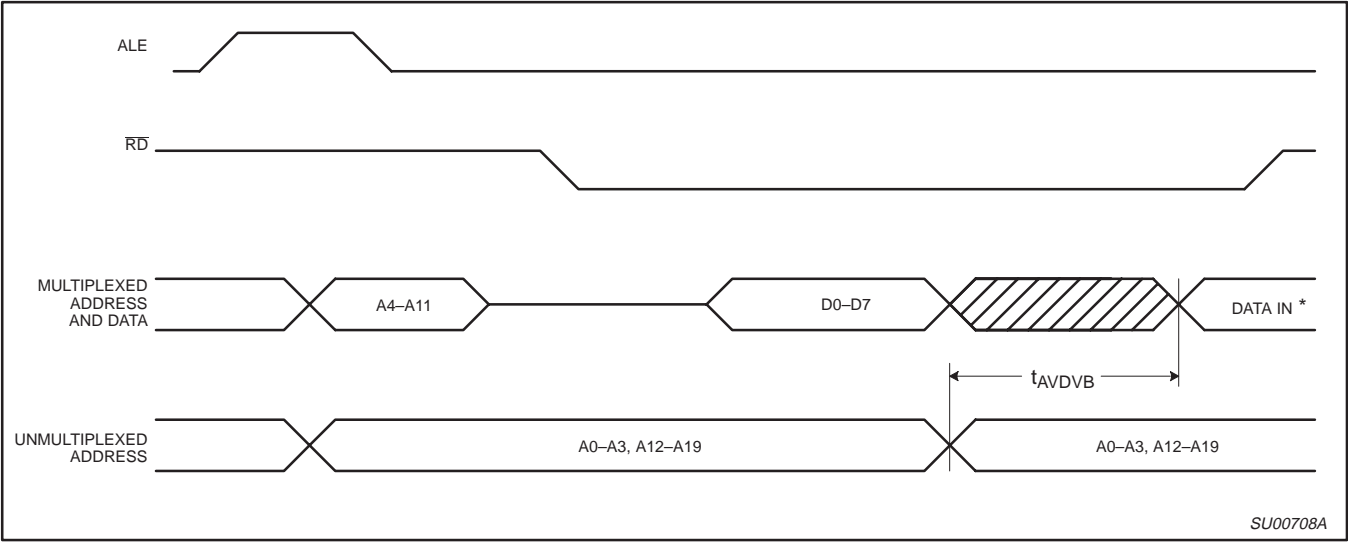 ALE
RD
MULTIPLEXED
ADDRESS
AND DATA
A4–A11
D0–D7
DATA IN *
tAVDVB
UNMULTIPLEXED
ADDRESS
A0–A3, A12–A19
A0–A3, A12–A19
SU00708A